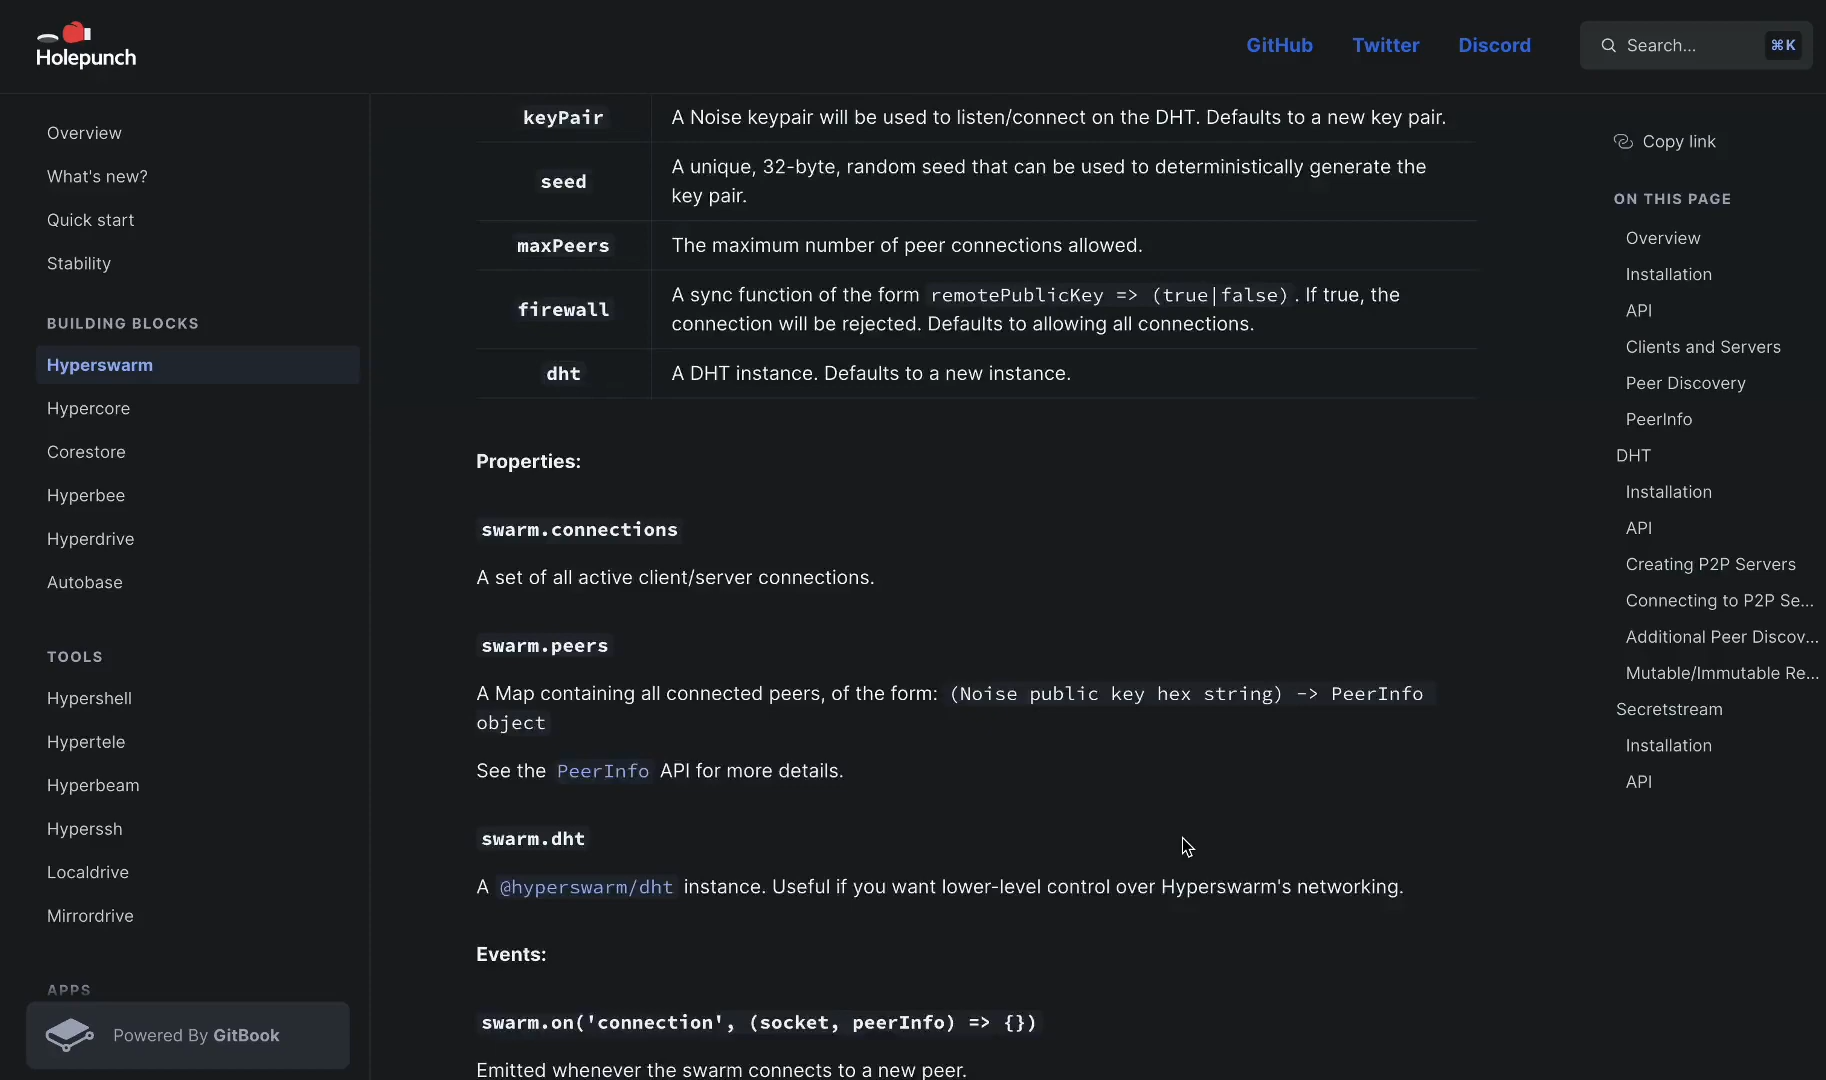 Holepunch
GitHub
Twitter
Discord
Search...
⌘K
Overview
What's new?
Quick start
Stability
BUILDING BLOCKS
Hyperswarm
Hypercore
Corestore
Hyperbee
Hyperdrive
Autobase
TOOLS
Hypershell
Hypertele
Hyperbeam
Hyperssh
Localdrive
Mirrordrive
APPS
Powered By GitBook
keyPair
A Noise keypair will be used to listen/connect on the DHT. Defaults to a new key pair.
seed
A unique, 32-byte, random seed that can be used to deterministically generate the
key pair.
maxPeers
The maximum number of peer connections allowed.
firewall
A sync function of the form remotePublicKey => (true|false). If true, the
connection will be rejected. Defaults to allowing all connections.
dht
A DHT instance. Defaults to a new instance.
Properties:
swarm.connections
A set of all active client/server connections.
swarm.peers
A Map containing all connected peers, of the form: (Noise public key hex string) -> PeerInfo
object
See the PeerInfo API for more details.
swarm.dht
A @hyperswarm/dht instance. Useful if you want lower-level control over Hyperswarm's networking.
Events:
swarm.on('connection', (socket, peerInfo) => {})
Emitted whenever the swarm connects to a new peer.
Copy link
ON THIS PAGE
Overview
Installation
API
Clients and Servers
Peer Discovery
PeerInfo
DHT
Installation
API
Creating P2P Servers
Connecting to P2P Se...
Additional Peer Discov...
Mutable/Immutable Re...
Secretstream
Installation
API